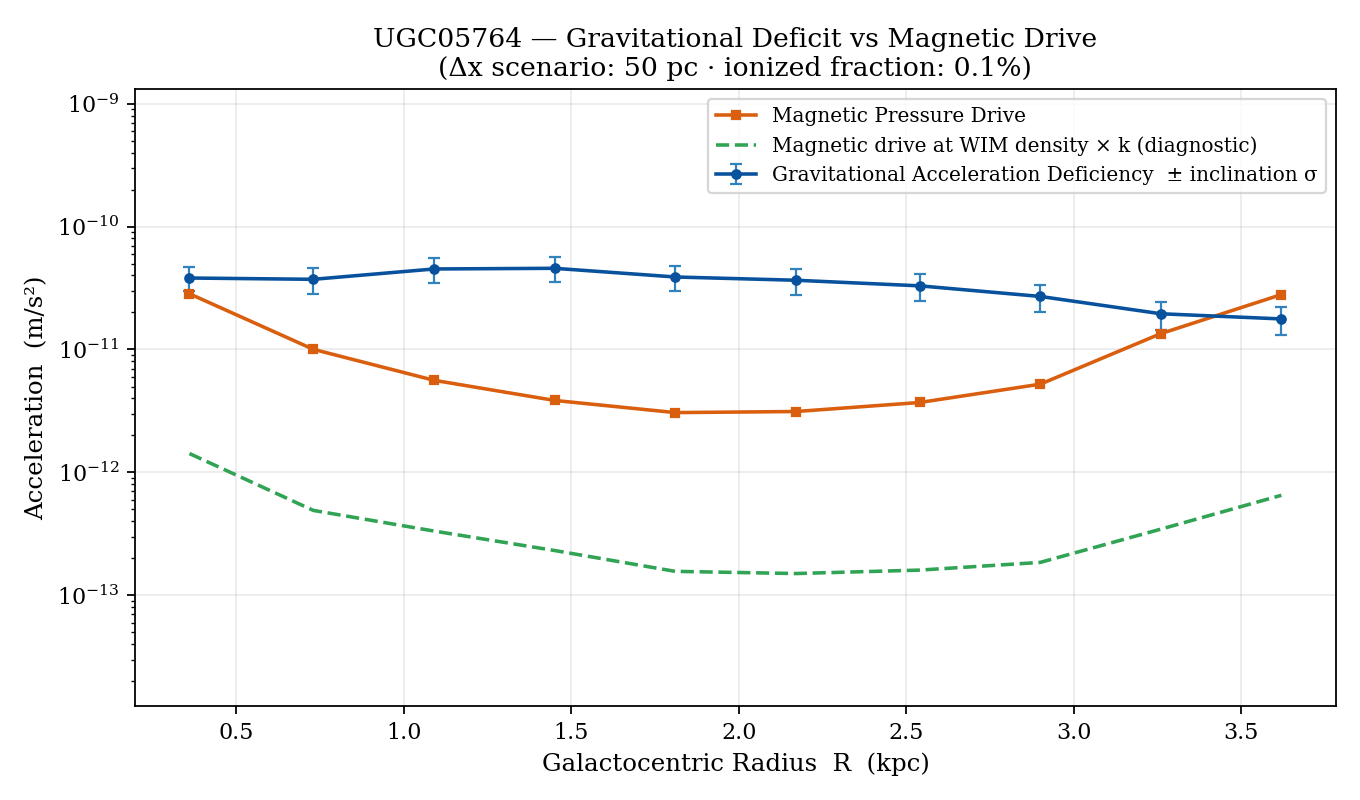 UGC05764 — Gravitational Deficit vs Magnetic Drive
(Δx scenario: 50 pc · ionized fraction: 0.1%)
Magnetic Pressure Drive
Magnetic drive at WIM density × k (diagnostic)
Gravitational Acceleration Deficiency ± inclination σ
Acceleration (m/s²)
10⁻⁹
10⁻¹⁰
10⁻¹¹
10⁻¹²
10⁻¹³
0.5 1.0 1.5 2.0 2.5 3.0 3.5
Galactocentric Radius R (kpc)